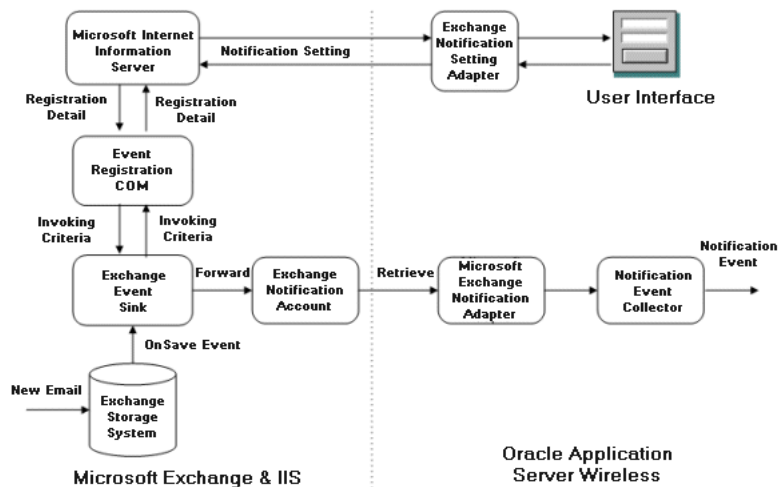 Microsoft Internet
Information
Server
Notification Setting
Exchange
Notification
Setting
Adapter
User Interface
Registration
Detail
Registration
Detail
Event
Registration
COM
Invoking
Criteria
Invoking
Criteria
Exchange
Event
Sink
Forward
Exchange
Notification
Account
Retrieve
Microsoft
Exchange
Notification
Adapter
Notification
Event
Collector
Notification
Event
OnSave Event
New Email
Exchange
Storage
System
Microsoft Exchange & IIS
Oracle Application
Server Wireless